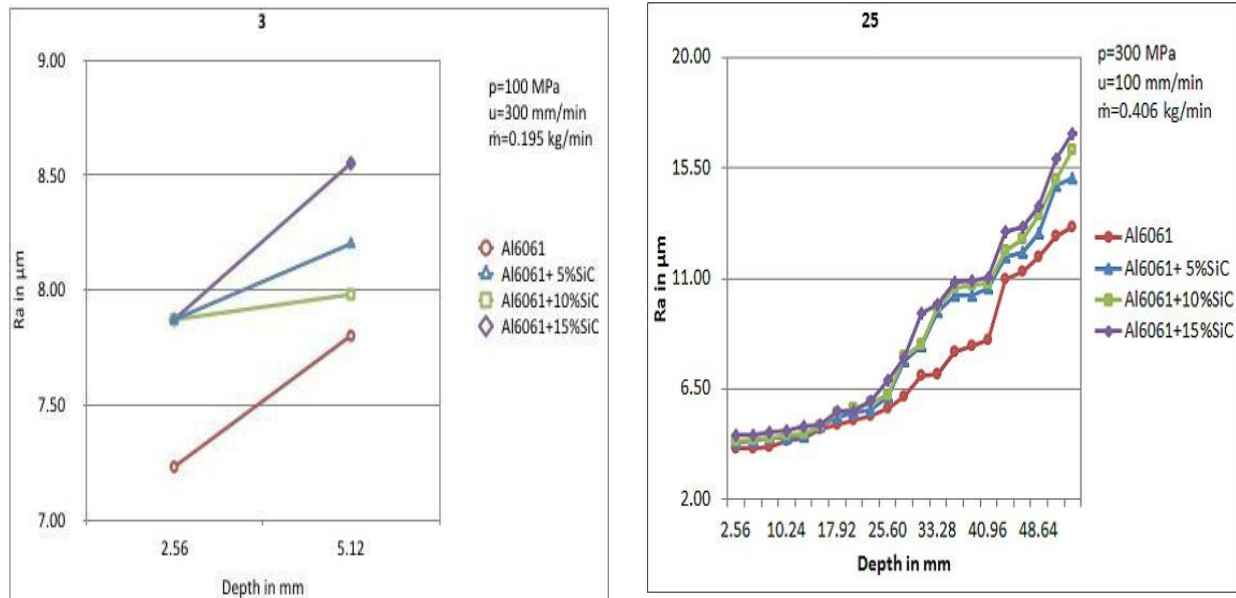 3
9.00
8.50
8.00
7.50
7.00
Ra in µm
2.56 5.12
Depth in mm
p=100 MPa
u=300 mm/min
ṁ=0.195 kg/min
Al6061
Al6061+ 5%SiC
Al6061+10%SiC
Al6061+15%SiC
25
20.00
15.50
11.00
6.50
2.00
Ra in µm
2.56 10.24 17.92 25.60 33.28 40.96 48.64
Depth in mm
p=300 MPa
u=100 mm/min
ṁ=0.406 kg/min
Al6061
Al6061+ 5%SiC
Al6061+10%SiC
Al6061+15%SiC